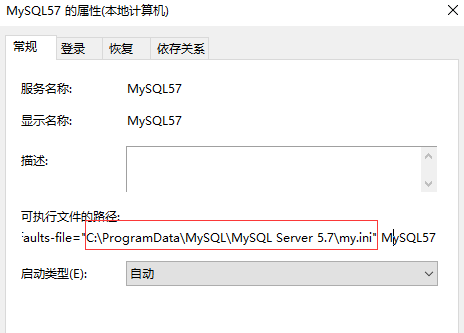 MySQL57 的属性(本地计算机)
常规 登录 恢复 依存关系
服务名称: MySQL57
显示名称: MySQL57
描述:
可执行文件的路径:
faults-file="C:\ProgramData\MySQL\MySQL Server 5.7\my.ini" MySQL57
启动类型(E): 自动